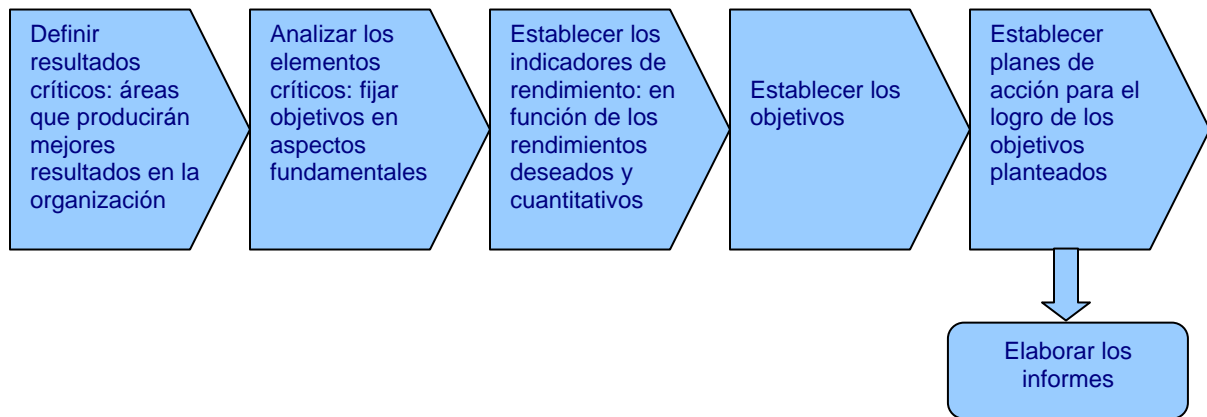 Definir
resultados
críticos: áreas
que producirán
mejores
resultados en la
organización
Analizar los
elementos
críticos: fijar
objetivos en
aspectos
fundamentales
Establecer los
indicadores de
rendimiento: en
función de los
rendimientos
deseados y
cuantitativos
Establecer los
objetivos
Establecer
planes de
acción para el
logro de los
objetivos
planteados
Elaborar los
informes